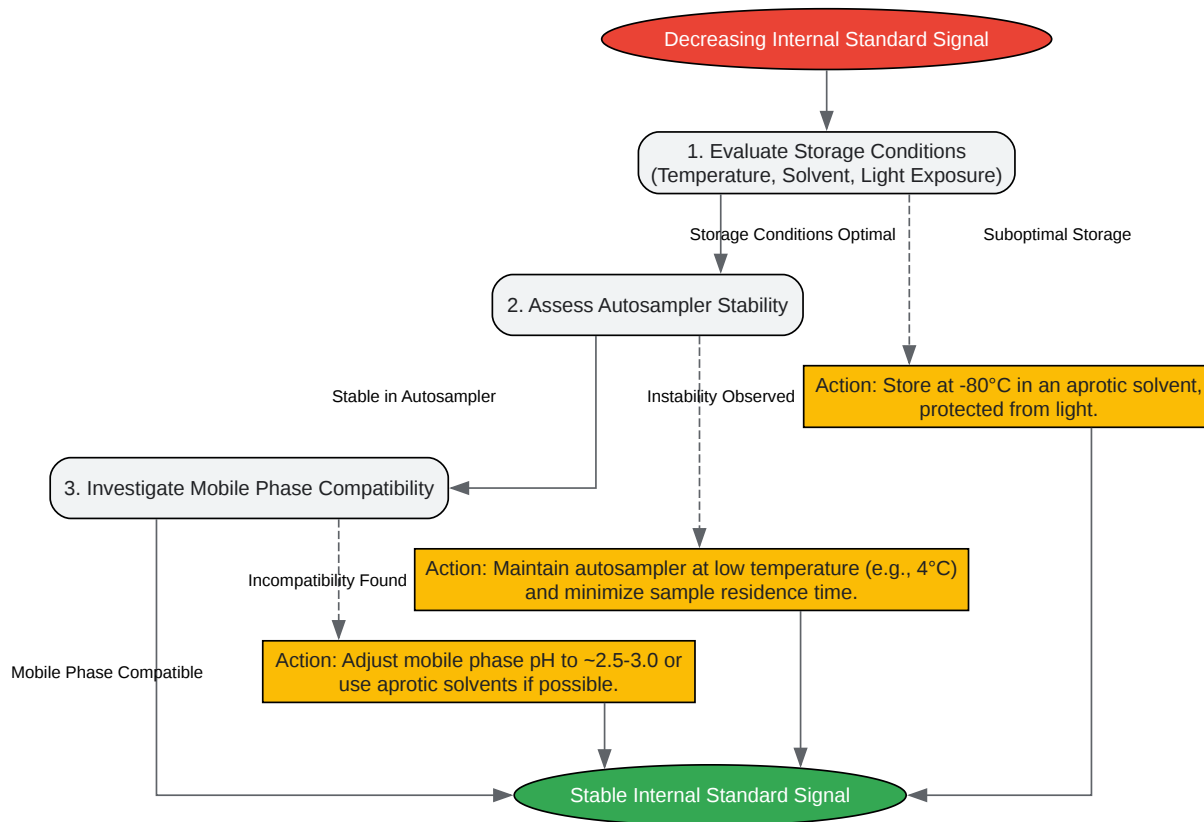 Decreasing Internal Standard Signal
1. Evaluate Storage Conditions
(Temperature, Solvent, Light Exposure)
Storage Conditions Optimal
Suboptimal Storage
2. Assess Autosampler Stability
Action: Store at -80°C in an aprotic solvent,
protected from light.
Stable in Autosampler
Instability Observed
3. Investigate Mobile Phase Compatibility
Action: Maintain autosampler at low temperature (e.g., 4°C)
and minimize sample residence time.
Incompatibility Found
Action: Adjust mobile phase pH to ~2.5-3.0 or
use aprotic solvents if possible.
Mobile Phase Compatible
Stable Internal Standard Signal